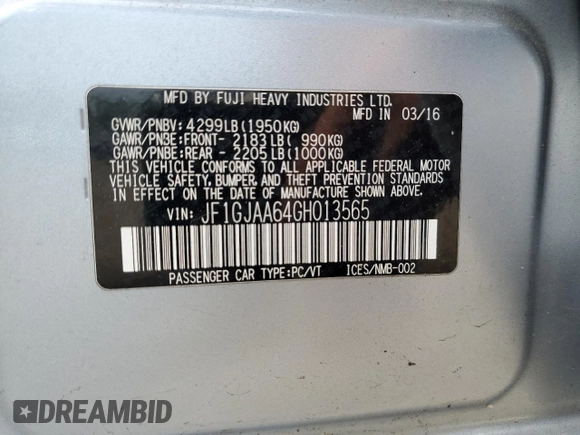 MFD BY FUJI HEAVY INDUSTRIES LTD.
MFD IN 03/16
GVWR/PNBV: 4299LB(1950KG)
GAWR/PNBE:FRONT- 2183LB( 990KG)
GAWR/PNBE:REAR - 2205LB(1000KG)
THIS VEHICLE CONFORMS TO ALL APPLICABLE FEDERAL MOTOR
VEHICLE SAFETY, BUMPER, AND THEFT PREVENTION STANDARDS
IN EFFECT ON THE DATE OF MANUFACTURE SHOWN ABOVE.
VIN: JF1GJAA64GH013565
PASSENGER CAR TYPE:PC/VT ICES/NMB-002
DREAMBID